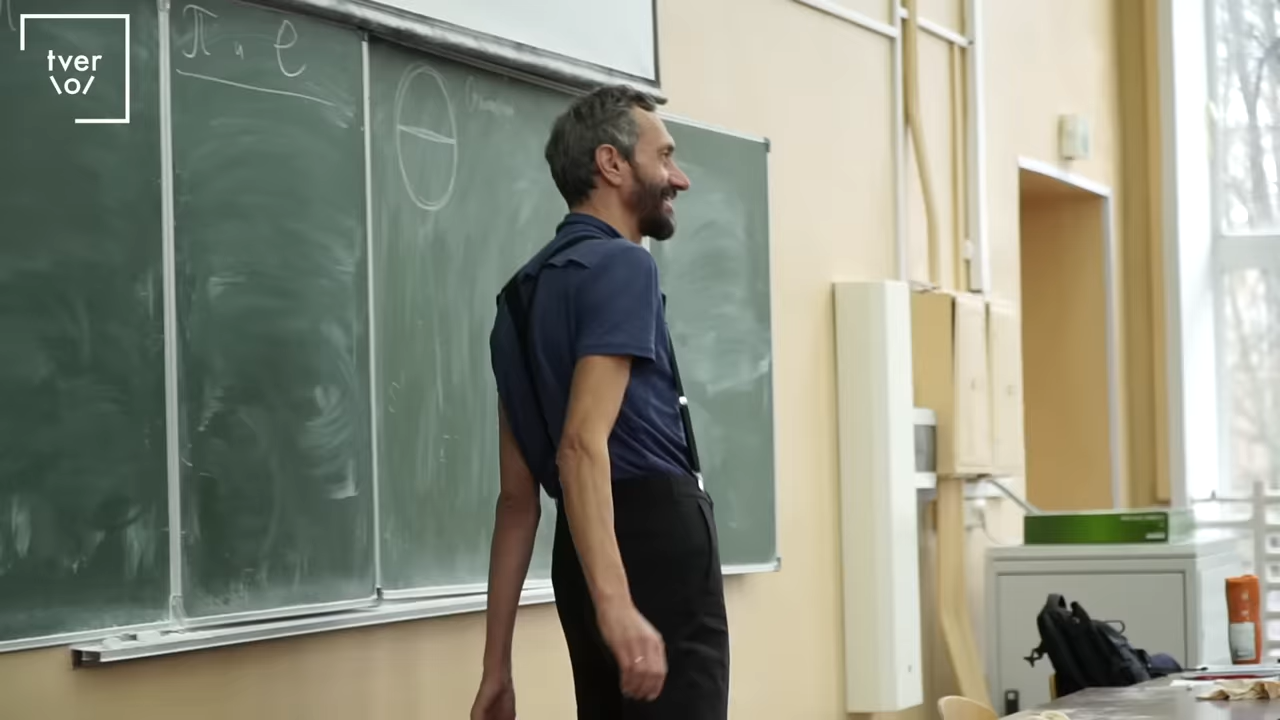 tver
\o/
π и e